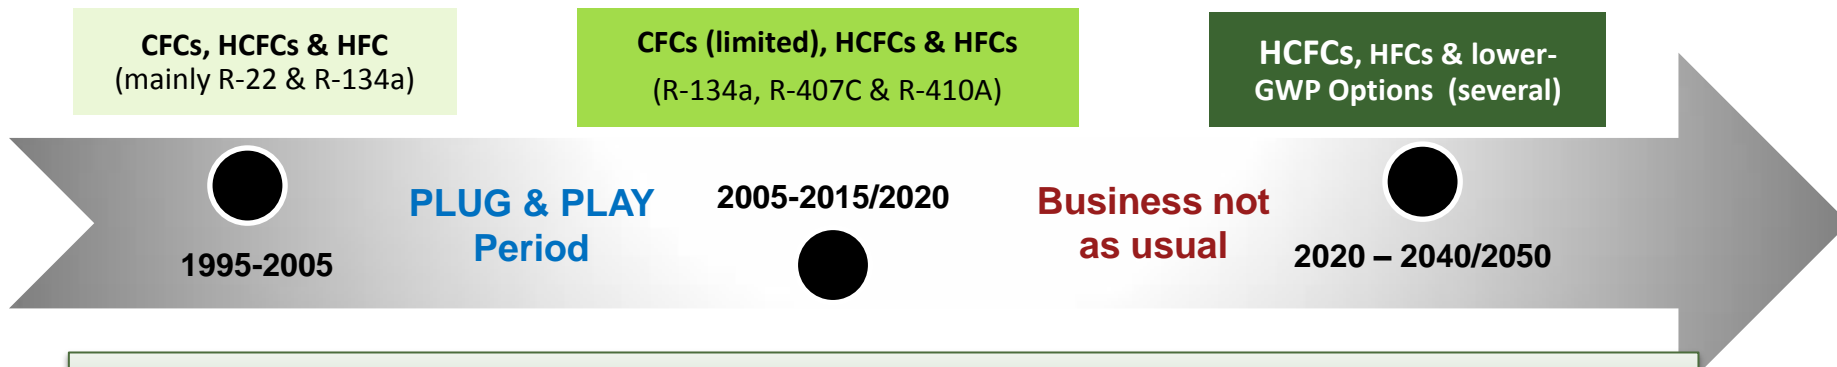 CFCs, HCFCs & HFC
(mainly R-22 & R-134a)
CFCs (limited), HCFCs & HFCs
(R-134a, R-407C & R-410A)
HCFCs, HFCs & lower-
GWP Options (several)
1995-2005
PLUG & PLAY
Period
2005-2015/2020
Business not
as usual
2020 – 2040/2050